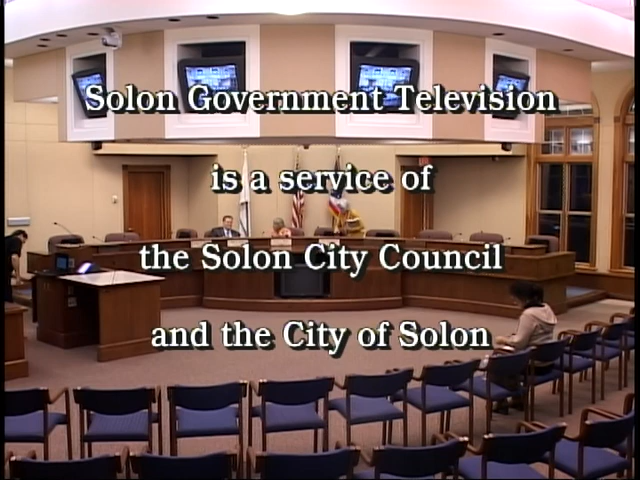 Solon Government Television
is a service of
the Solon City Council
and the City of Solon